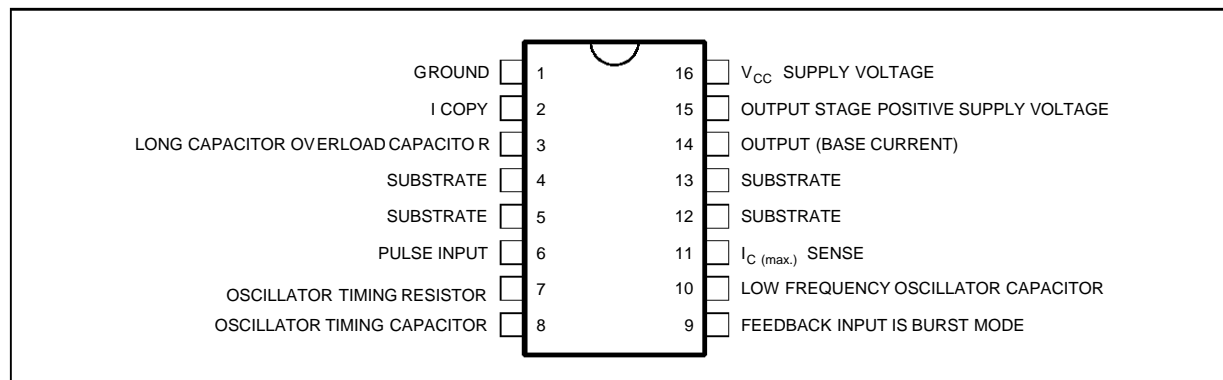 GROUND 1 16 V_CC SUPPLY VOLTAGE
I COPY 2 15 OUTPUT STAGE POSITIVE SUPPLY VOLTAGE
LONG CAPACITOR OVERLOAD CAPACITO R 3 14 OUTPUT (BASE CURRENT)
SUBSTRATE 4 13 SUBSTRATE
SUBSTRATE 5 12 SUBSTRATE
PULSE INPUT 6 11 I_C (max.) SENSE
OSCILLATOR TIMING RESISTOR 7 10 LOW FREQUENCY OSCILLATOR CAPACITOR
OSCILLATOR TIMING CAPACITOR 8 9 FEEDBACK INPUT IS BURST MODE